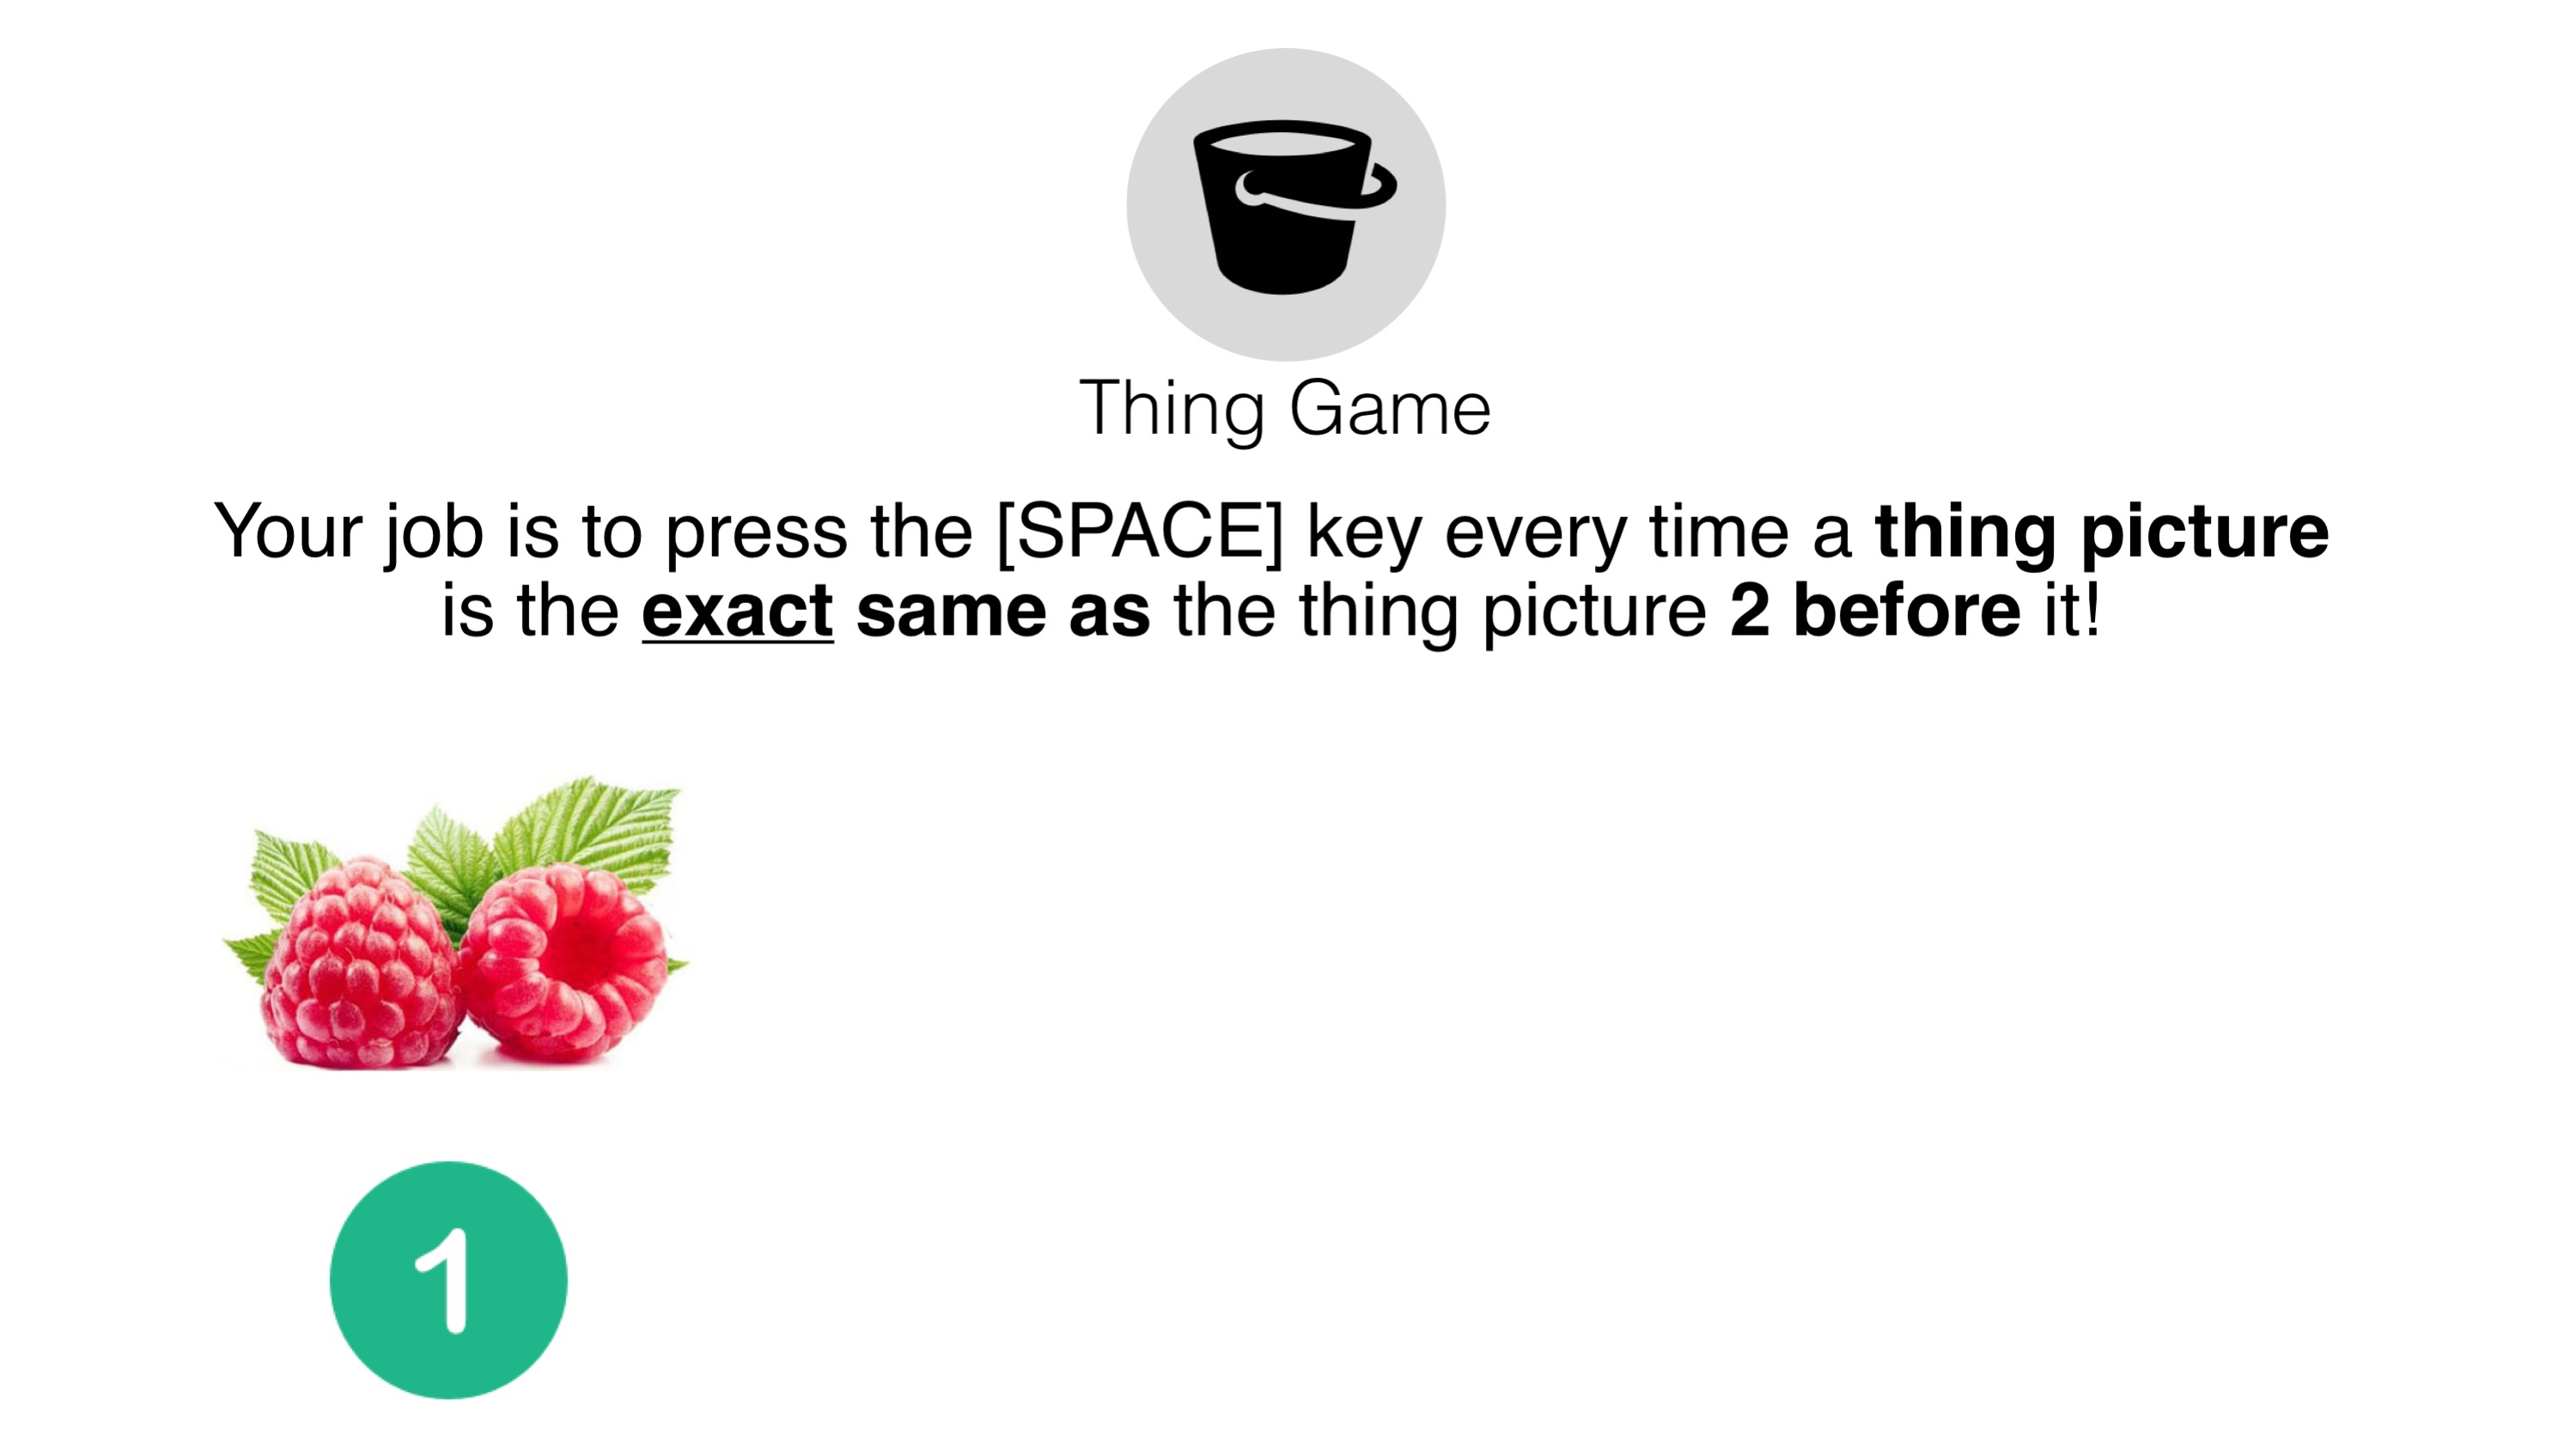 Thing Game
Your job is to press the [SPACE] key every time a thing picture
is the exact same as the thing picture 2 before it!
1